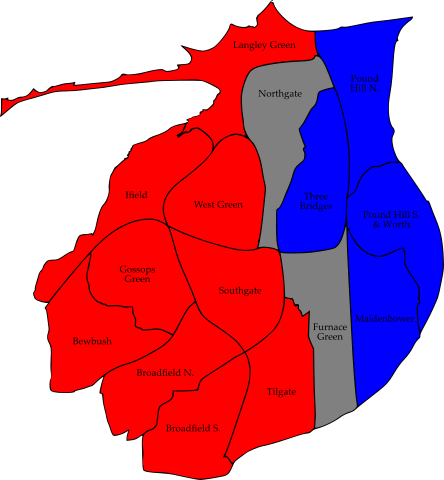 Langley Green
Pound
Hill N.
Northgate
Ifield
West Green
Three
Bridges
Pound Hill S.
& Worth
Gossops
Green
Southgate
Bewbush
Furnace
Green
Maidenbower
Broadfield N.
Tilgate
Broadfield S.